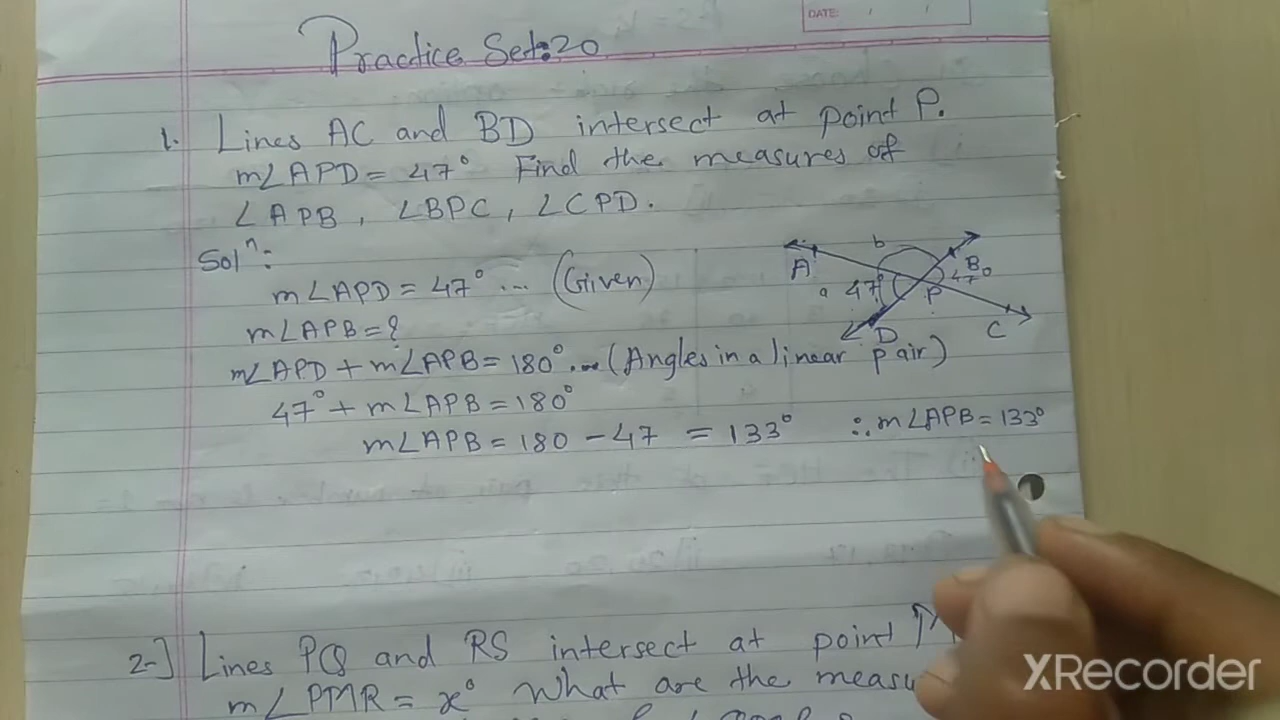 DATE: / /
Practice Set:20
1. Lines AC and BD intersect at point P.
m∠APD = 47° Find the measures of
∠APB, ∠BPC, ∠CPD.
Solⁿ:
m∠APD = 47° ... (Given)
m∠APB = ?
m∠APD + m∠APB = 180° ... (Angles in a linear pair)
47° + m∠APB = 180°
m∠APB = 180 - 47 = 133° ∴ m∠APB = 133°
b
A
B
a 47°
P
47°
D
C
2-] Lines PQ and RS intersect at point M
m∠PMR = x° What are the
XRecorder